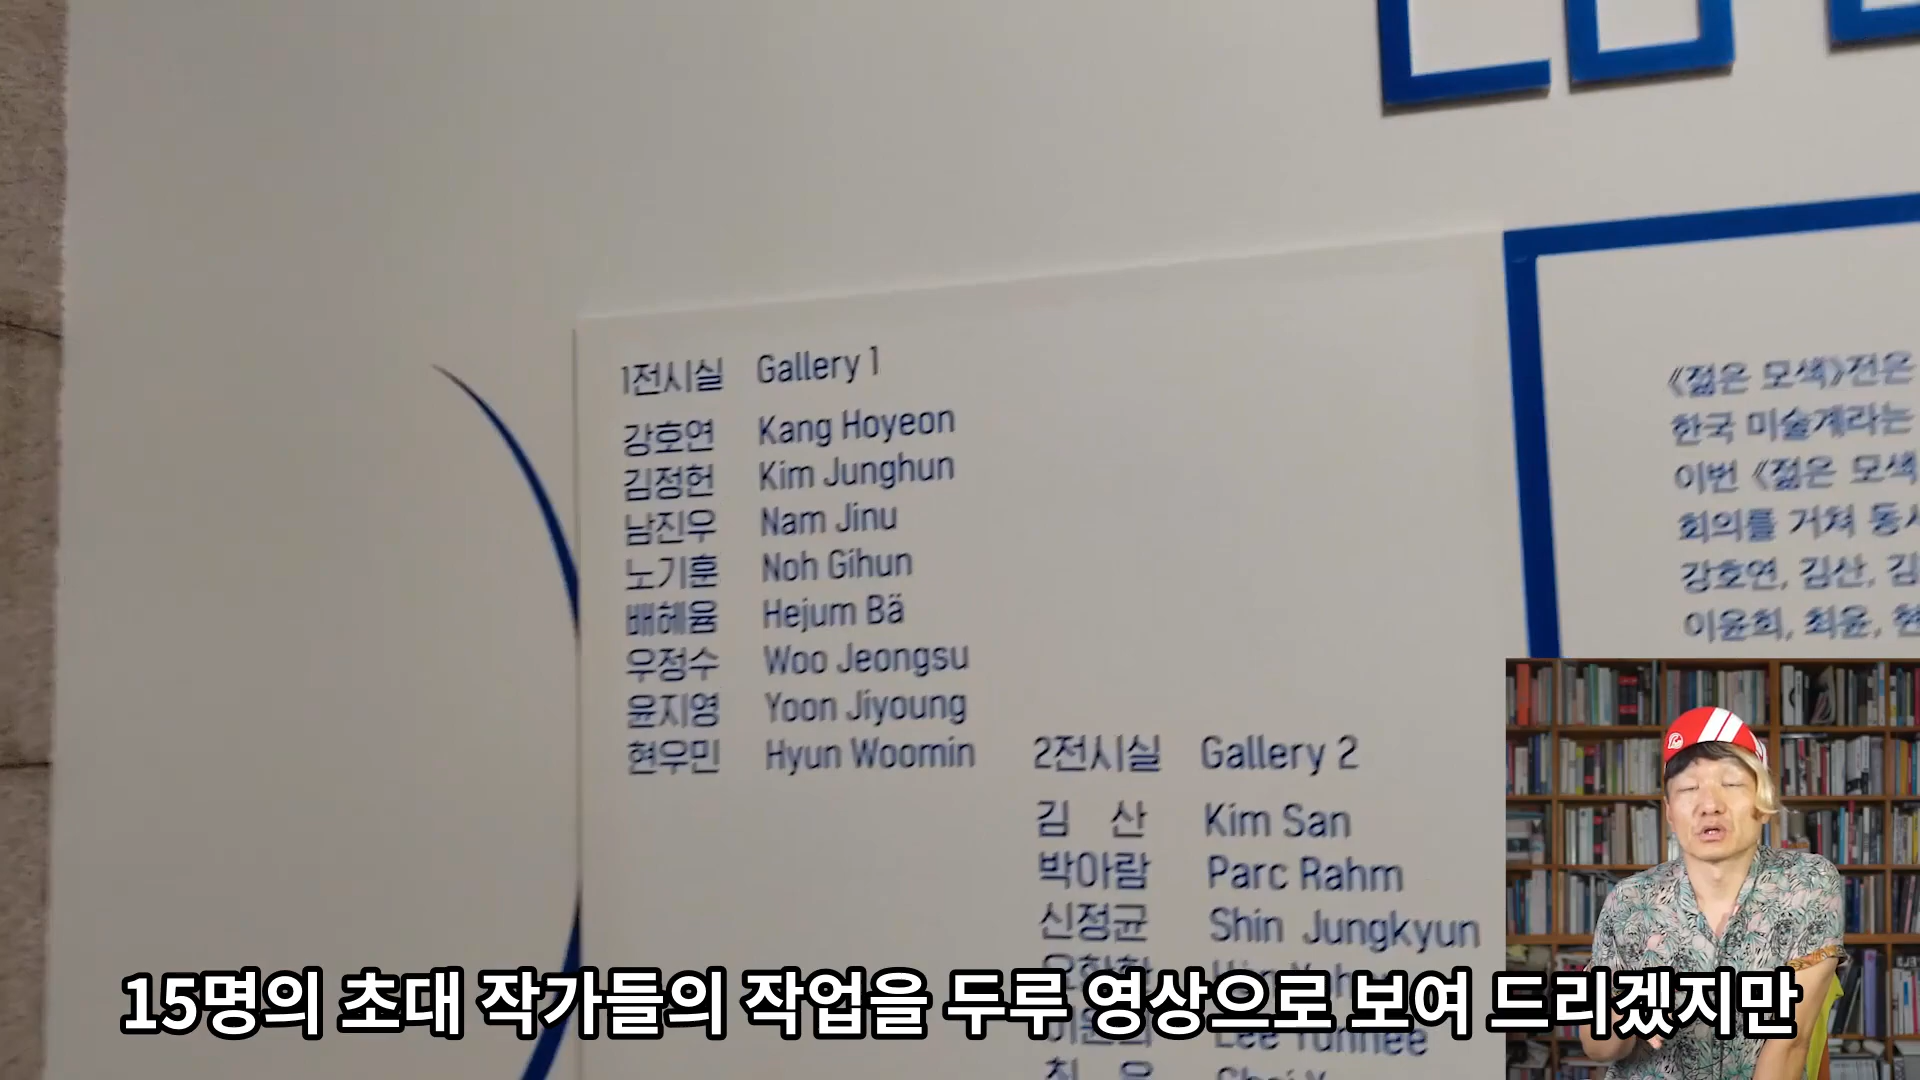 1전시실 Gallery 1
강호연 Kang Hoyeon
김정헌 Kim Junghun
남진우 Nam Jinu
노기훈 Noh Gihun
배헤윰 Hejum Bä
우정수 Woo Jeongsu
윤지영 Yoon Jiyoung
현우민 Hyun Woomin
2전시실 Gallery 2
김 산 Kim San
박아람 Parc Rahm
신정균 Shin Jungkyun
《젊은 모색》전은
한국 미술계라는
이번 《젊은 모색
회의를 거쳐
강호연, 김산, 김
이윤희, 최윤, 현
15명의 초대 작가들의 작업을 두루 영상으로 보여 드리겠지만